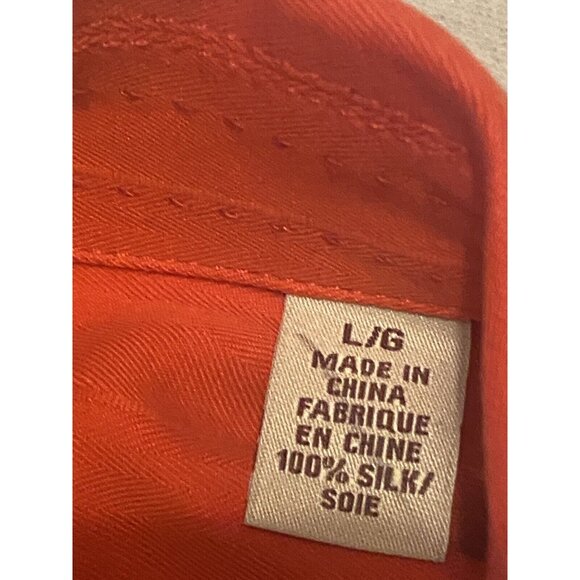 L/G
MADE IN
CHINA
FABRIQUE
EN CHINE
100% SILK/
SOIE